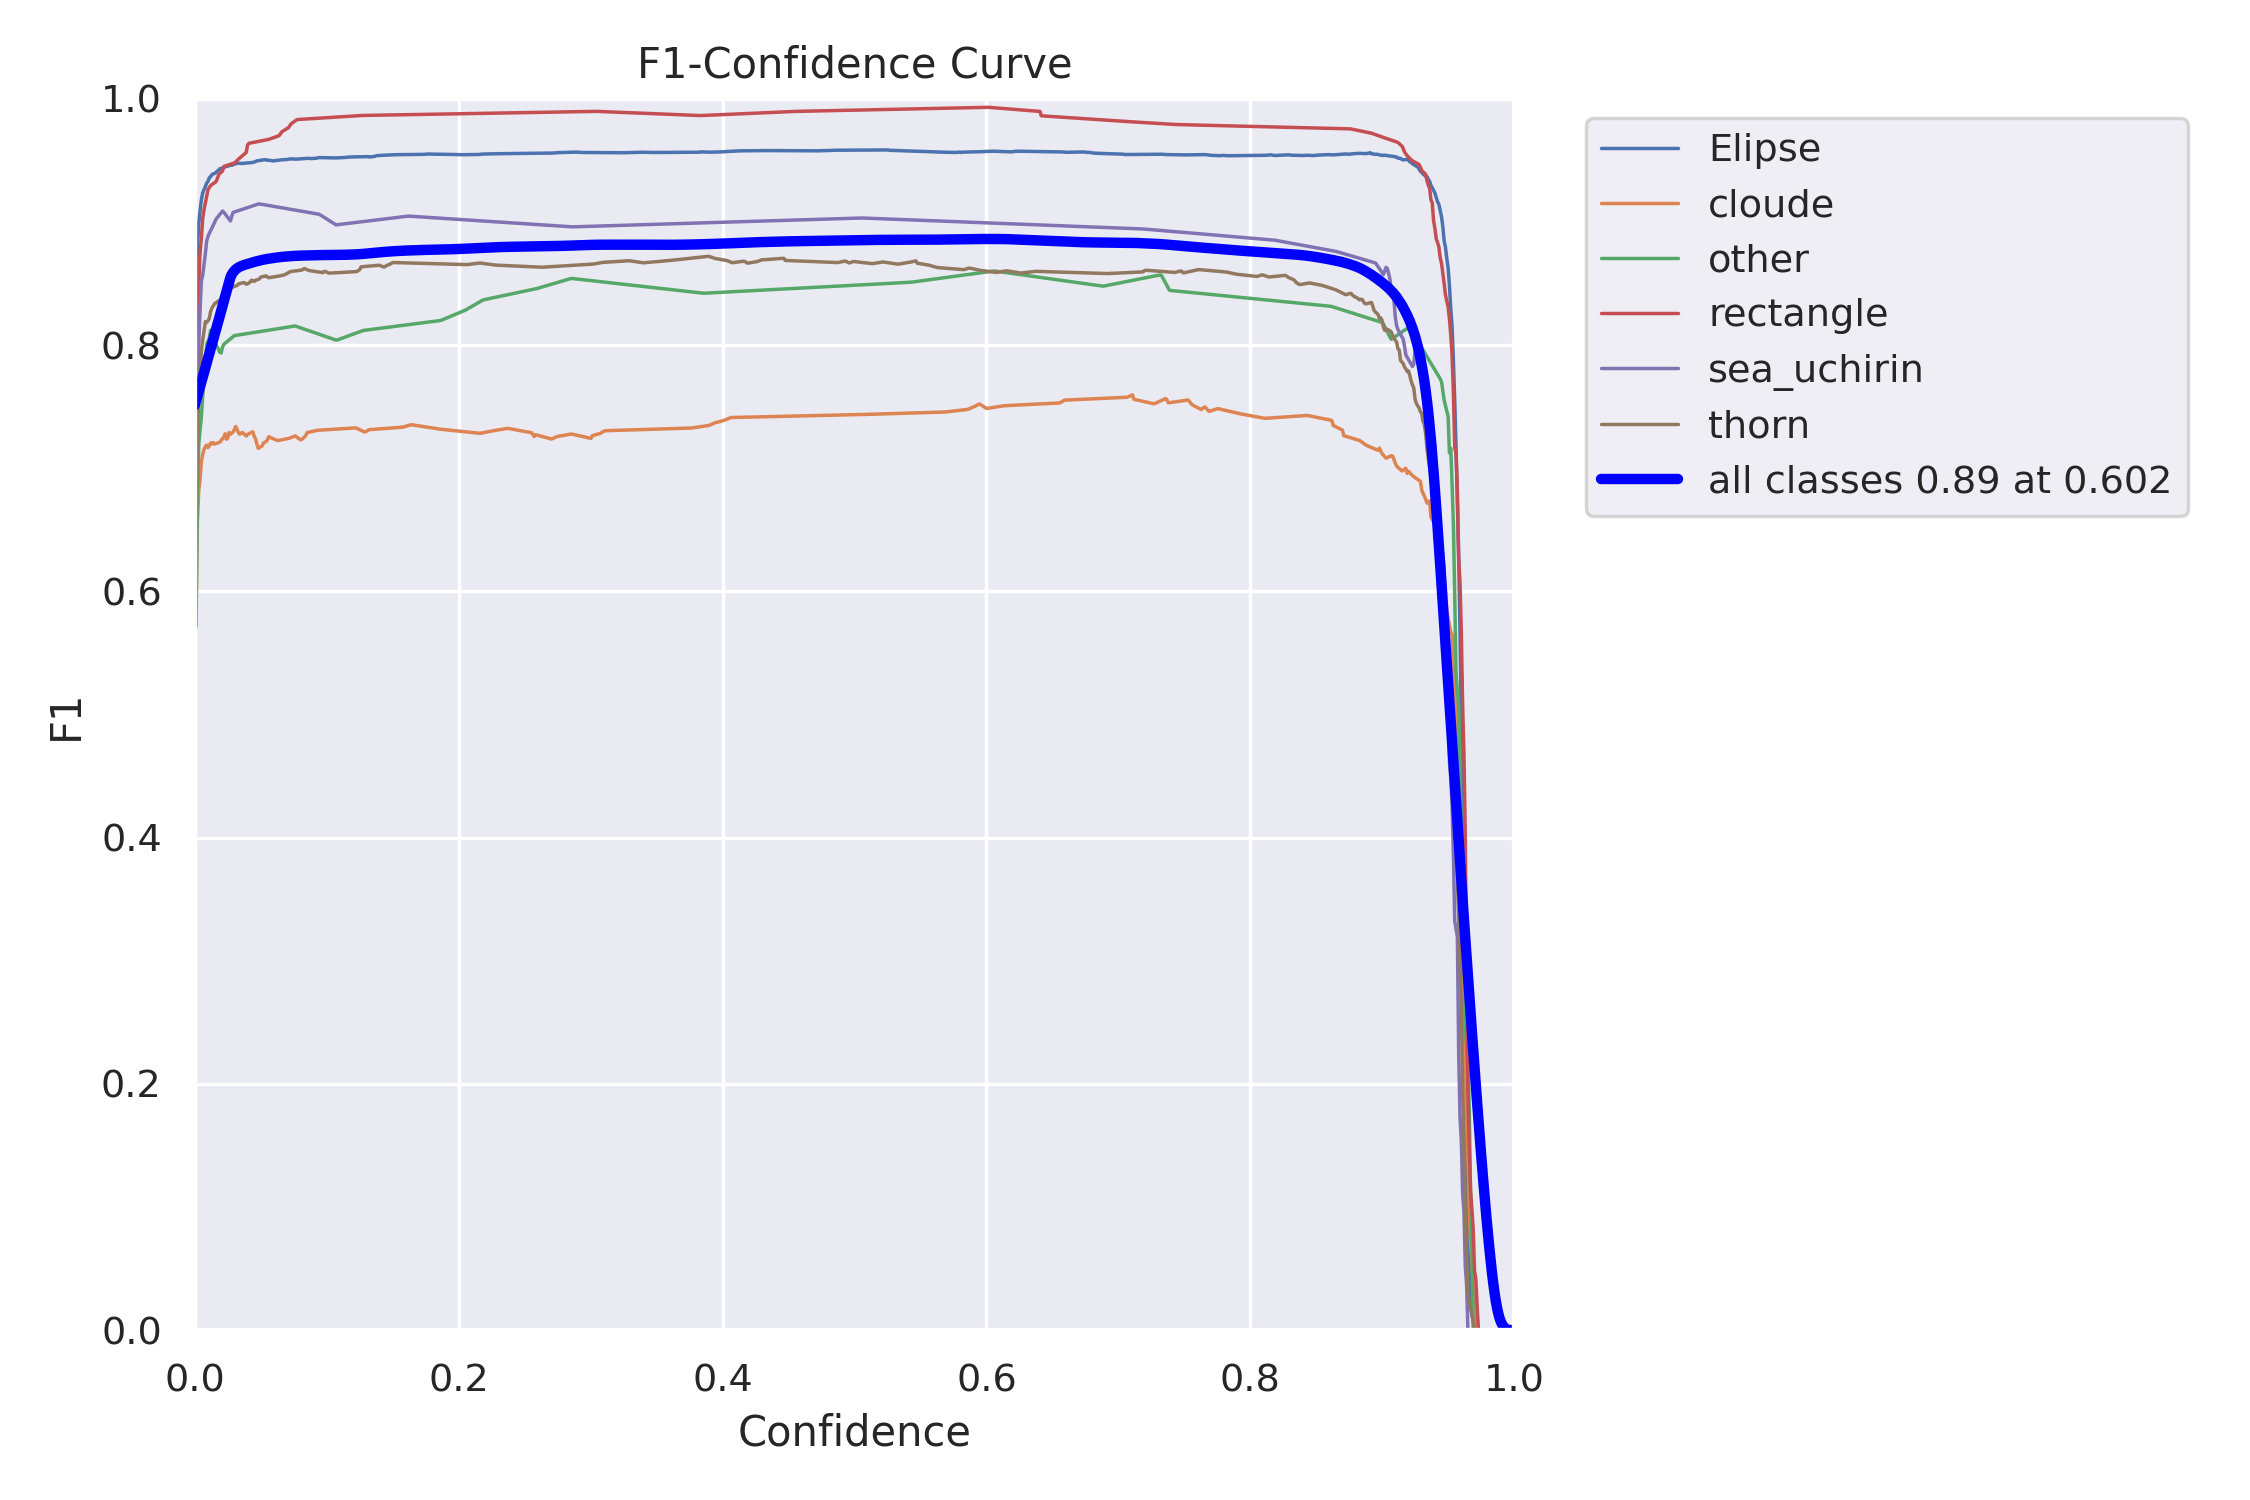 F1-Confidence Curve
1.0
0.8
0.6
0.4
0.2
0.0
F1
0.0 0.2 0.4 0.6 0.8 1.0
Confidence
Elipse
cloude
other
rectangle
sea_uchirin
thorn
all classes 0.89 at 0.602